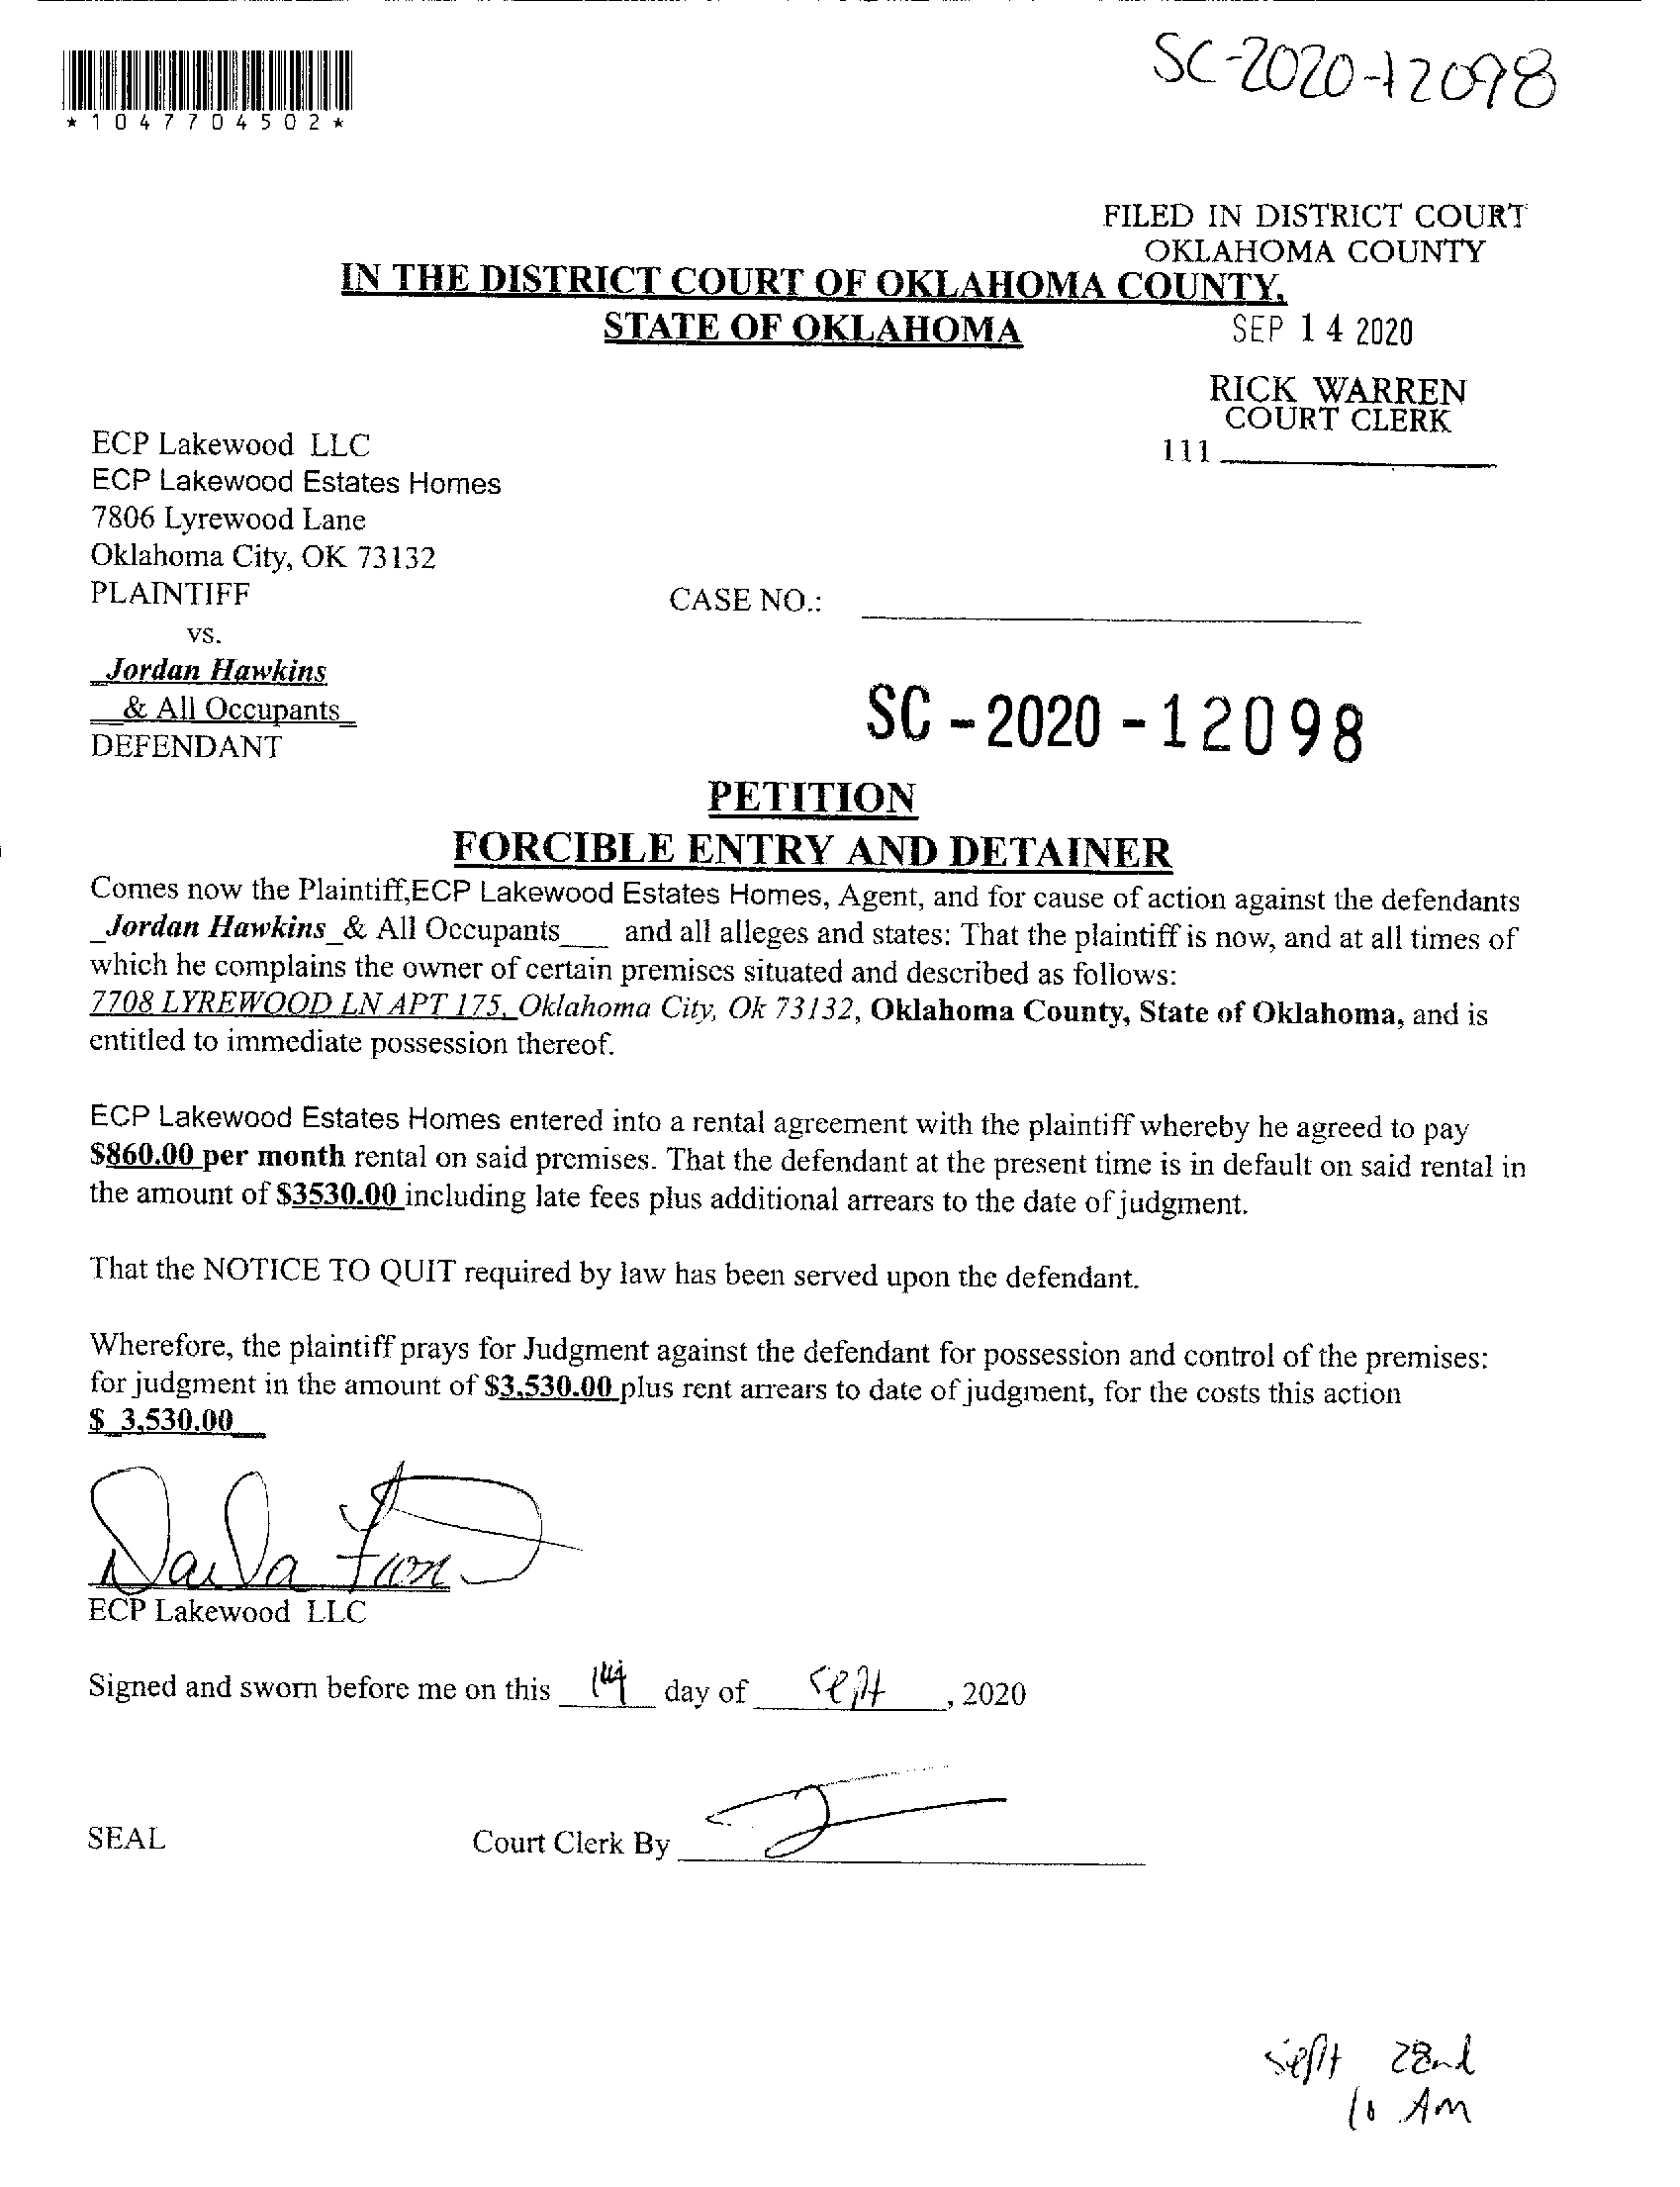 SC-2020-12098
*1047704502*
FILED IN DISTRICT COURT
OKLAHOMA COUNTY
IN THE DISTRICT COURT OF OKLAHOMA COUNTY,
STATE OF OKLAHOMA
SEP 14 2020
RICK WARREN
COURT CLERK
111
ECP Lakewood LLC
ECP Lakewood Estates Homes
7806 Lyrewood Lane
Oklahoma City, OK 73132
PLAINTIFF
CASE NO.:
vs.
_Jordan Hawkins
__& All Occupants_
DEFENDANT
SC-2020-12098
PETITION
FORCIBLE ENTRY AND DETAINER
Comes now the Plaintiff,ECP Lakewood Estates Homes, Agent, and for cause of action against the defendants
_Jordan Hawkins_& All Occupants___ and all alleges and states: That the plaintiff is now, and at all times of
which he complains the owner of certain premises situated and described as follows:
7708 LYREWOOD LN APT 175, Oklahoma City, Ok 73132, Oklahoma County, State of Oklahoma, and is
entitled to immediate possession thereof.
ECP Lakewood Estates Homes entered into a rental agreement with the plaintiff whereby he agreed to pay
$860.00 per month rental on said premises. That the defendant at the present time is in default on said rental in
the amount of $3530.00 including late fees plus additional arrears to the date of judgment.
That the NOTICE TO QUIT required by law has been served upon the defendant.
Wherefore, the plaintiff prays for Judgment against the defendant for possession and control of the premises:
for judgment in the amount of $3,530.00 plus rent arrears to date of judgment, for the costs this action
$_3,530.00__
ECP Lakewood LLC
Signed and sworn before me on this 14 day of Sept, 2020
SEAL
Court Clerk By
Sept 28nd
10 AM